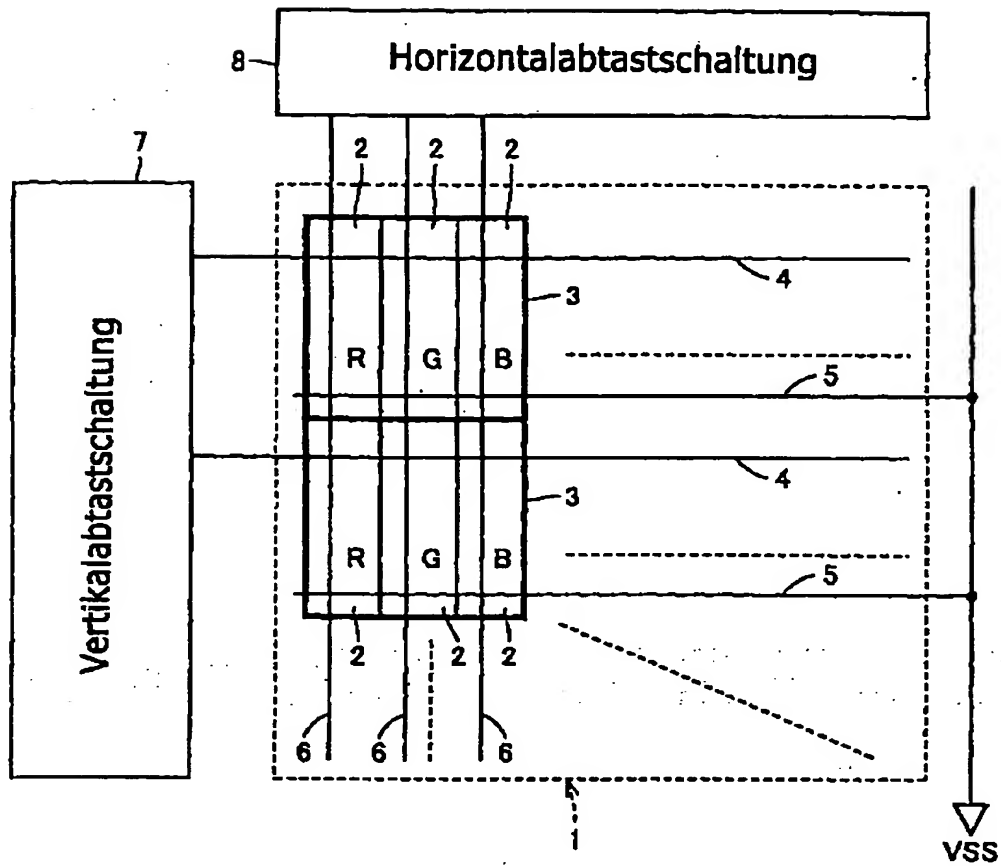 8 Horizontalabtastschaltung
7
2 2 2
Vertikalabtastschaltung
4
3
R G B
5
4
3
R G B
5
2 2 2
6 6 6
1
VSS